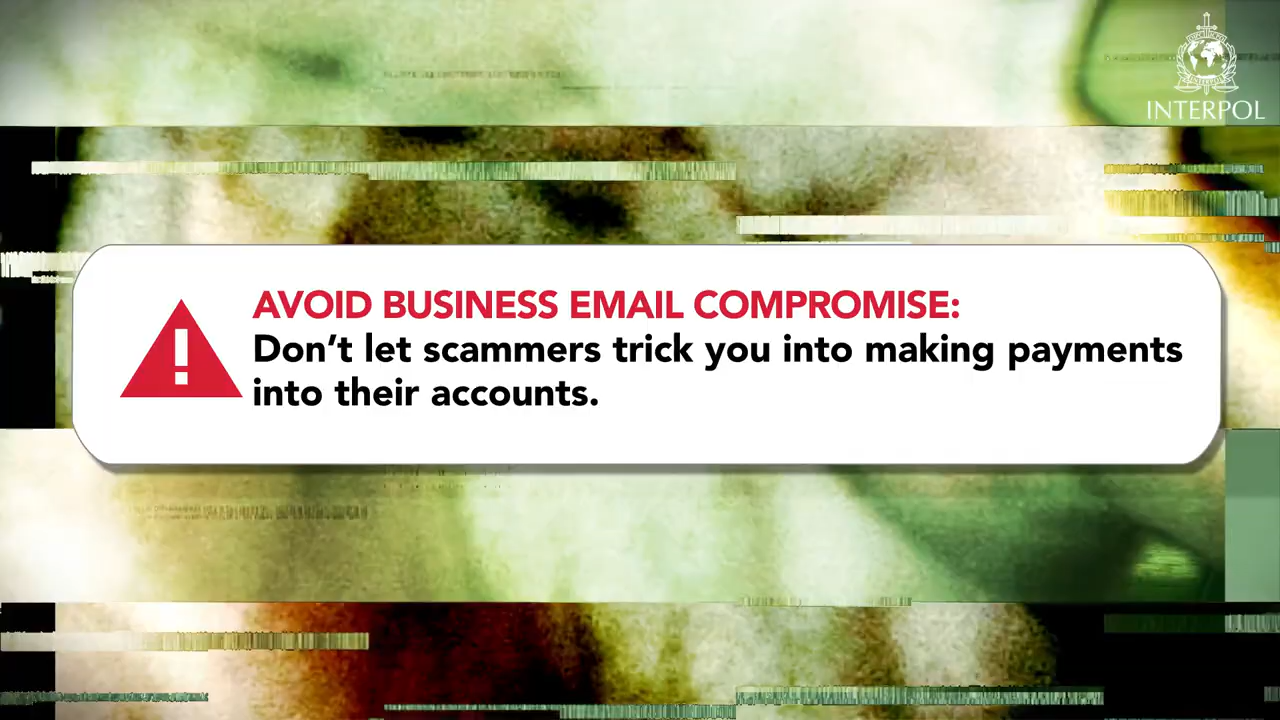 INTERPOL
AVOID BUSINESS EMAIL COMPROMISE:
Don’t let scammers trick you into making payments
into their accounts.